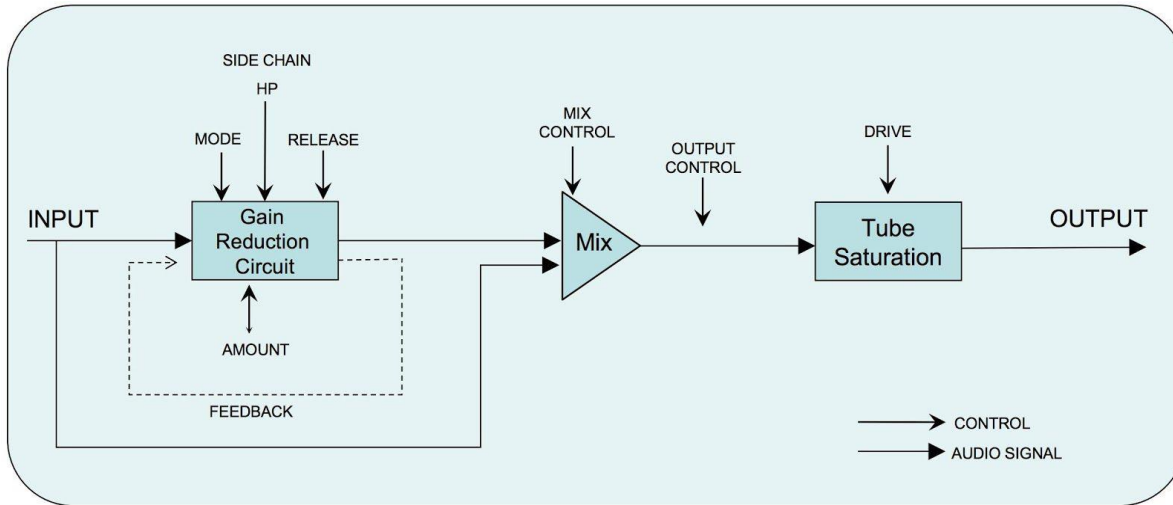 SIDE CHAIN
HP
MODE
RELEASE
MIX
CONTROL
OUTPUT
CONTROL
DRIVE
INPUT
Gain
Reduction
Circuit
Mix
Tube
Saturation
OUTPUT
AMOUNT
FEEDBACK
CONTROL
AUDIO SIGNAL